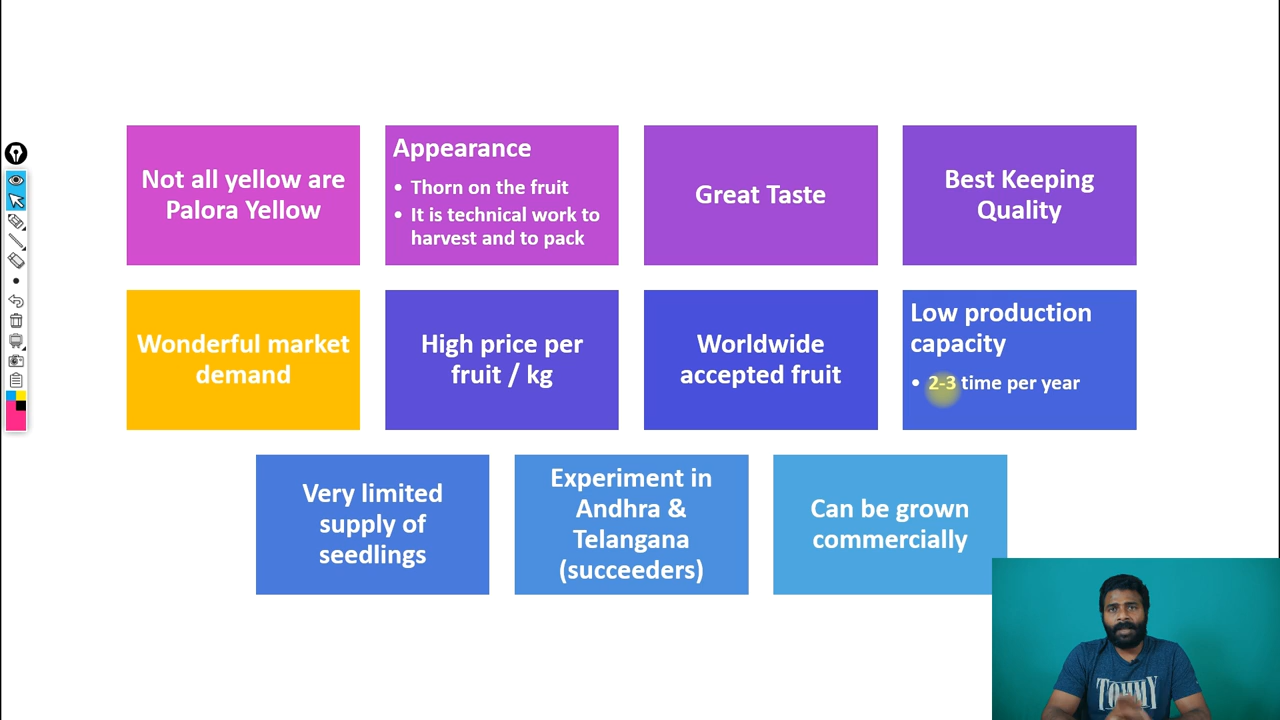 Not all yellow are
Palora Yellow
Appearance
• Thorn on the fruit
• It is technical work to
harvest and to pack
Great Taste
Best Keeping
Quality
Wonderful market
demand
High price per
fruit / kg
Worldwide
accepted fruit
Low production
capacity
• 2-3 time per year
Very limited
supply of
seedlings
Experiment in
Andhra &
Telangana
(succeeders)
Can be grown
commercially
TOMMY